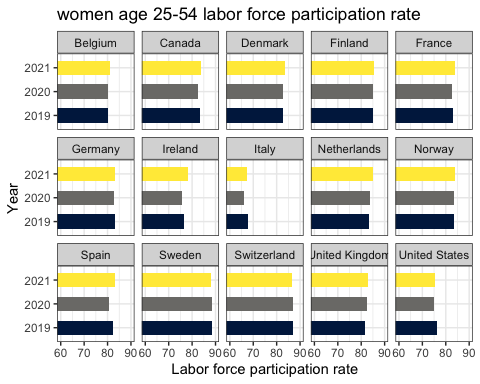 women age 25-54 labor force participation rate
Belgium Canada Denmark Finland France
2021
2020
2019
Germany Ireland Italy Netherlands Norway
2021
2020
2019
Year
Spain Sweden Switzerland United Kingdom United States
2021
2020
2019
60 70 80 90 60 70 80 90 60 70 80 90 60 70 80 90 60 70 80 90
Labor force participation rate